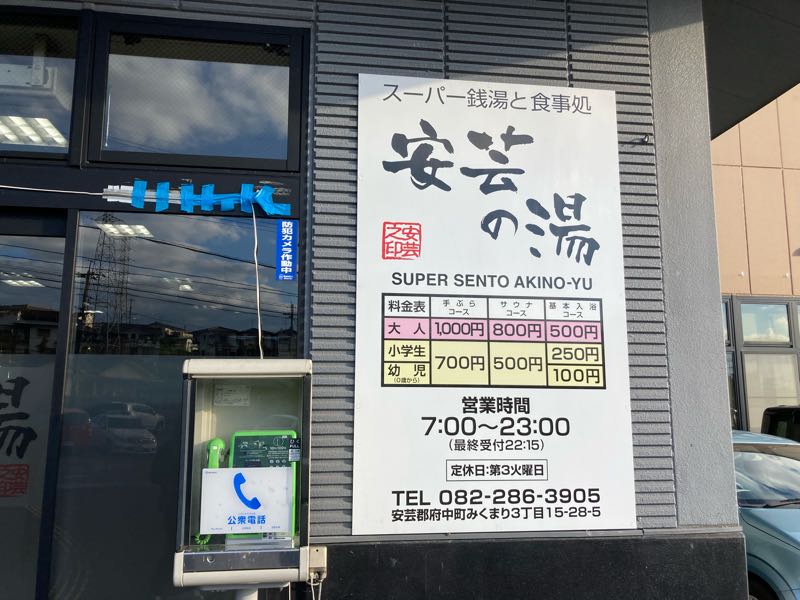 スーパー銭湯と食事処
安芸
の湯
安芸
之印
SUPER SENTO AKINO-YU
料金表 手ぶらコース サウナコース 基本入浴コース
大人 1,000円 800円 500円
小学生 700円 500円 250円
幼児(0歳から) 100円
営業時間
7:00〜23:00
(最終受付22:15)
定休日:第3火曜日
TEL 082-286-3905
安芸郡府中町みくまり3丁目15-28-5
防犯カメラ作動中
公衆電話
湯